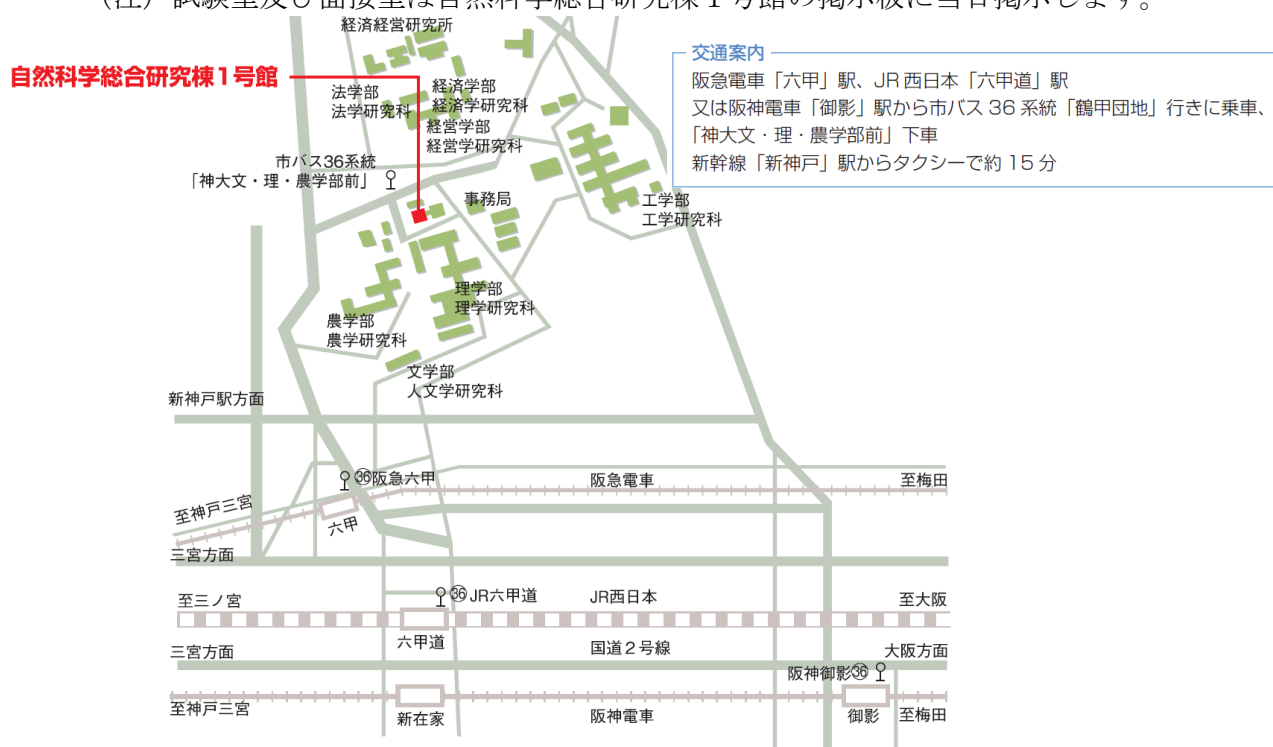 (注) 試験室及び面接室は自然科学総合研究棟1号館の掲示板に当日掲示します。
経済経営研究所
自然科学総合研究棟1号館
法学部
法学研究科
経済学部
経済学研究科
経営学部
経営学研究科
交通案内
阪急電車「六甲」駅、JR西日本「六甲道」駅
又は阪神電車「御影」駅から市バス 36 系統「鶴甲団地」行きに乗車、
「神大文・理・農学部前」下車
新幹線「新神戸」駅からタクシーで約 15 分
市バス36系統
「神大文・理・農学部前」
事務局
工学部
工学研究科
理学部
理学研究科
農学部
農学研究科
文学部
人文学研究科
新神戸駅方面
㊱阪急六甲
阪急電車
至梅田
至神戸三宮
六甲
三宮方面
㊱JR六甲道
JR西日本
至三ノ宮
至大阪
六甲道
国道2号線
三宮方面
大阪方面
阪神御影㊱
至神戸三宮
新在家
阪神電車
御影
至梅田